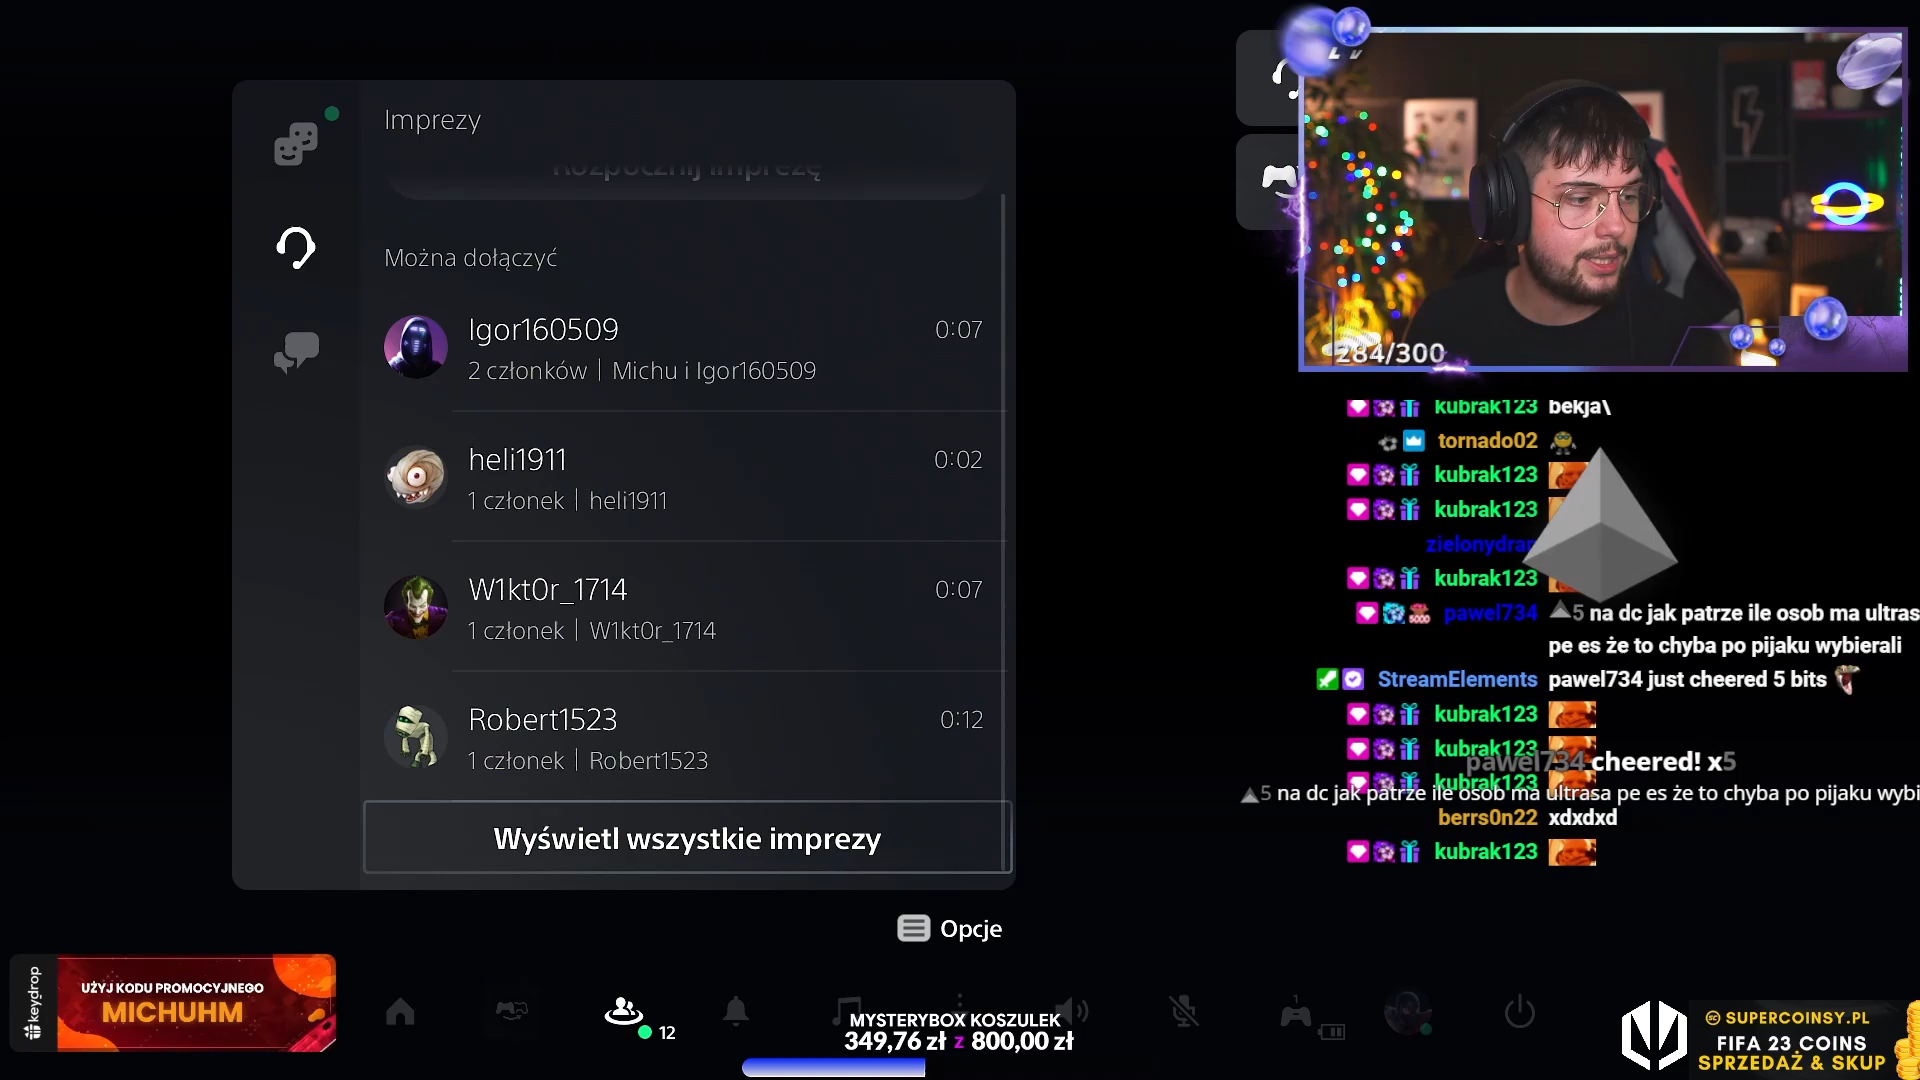 Imprezy
Rozpocznij imprezę
Można dołączyć
Igor160509
0:07
2 członków | Michu i Igor160509
heli1911
0:02
1 członek | heli1911
W1kt0r_1714
0:07
1 członek | W1kt0r_1714
Robert1523
0:12
1 członek | Robert1523
Wyświetl wszystkie imprezy
Opcje
12
1
keydrop
UŻYJ KODU PROMOCYJNEGO
MICHUHM
MYSTERYBOX KOSZULEK
349,76 zł z 800,00 zł
284/300
kubrak123 bekja\
tornado02
kubrak123
kubrak123
kubrak123
pawel734 5 na dc jak patrze ile osob ma ultras
pe es że to chyba po pijaku wybierali
StreamElements pawel734 just cheered 5 bits
kubrak123
kubrak123
pawel734 cheered! x5
kubrak123
5 na dc jak patrze ile osob ma ultrasa pe es że to chyba po pijaku wybi
berrs0n22 xdxdxd
kubrak123
SC SUPERCOINSY.PL
FIFA 23 COINS
SPRZEDAŻ & SKUP